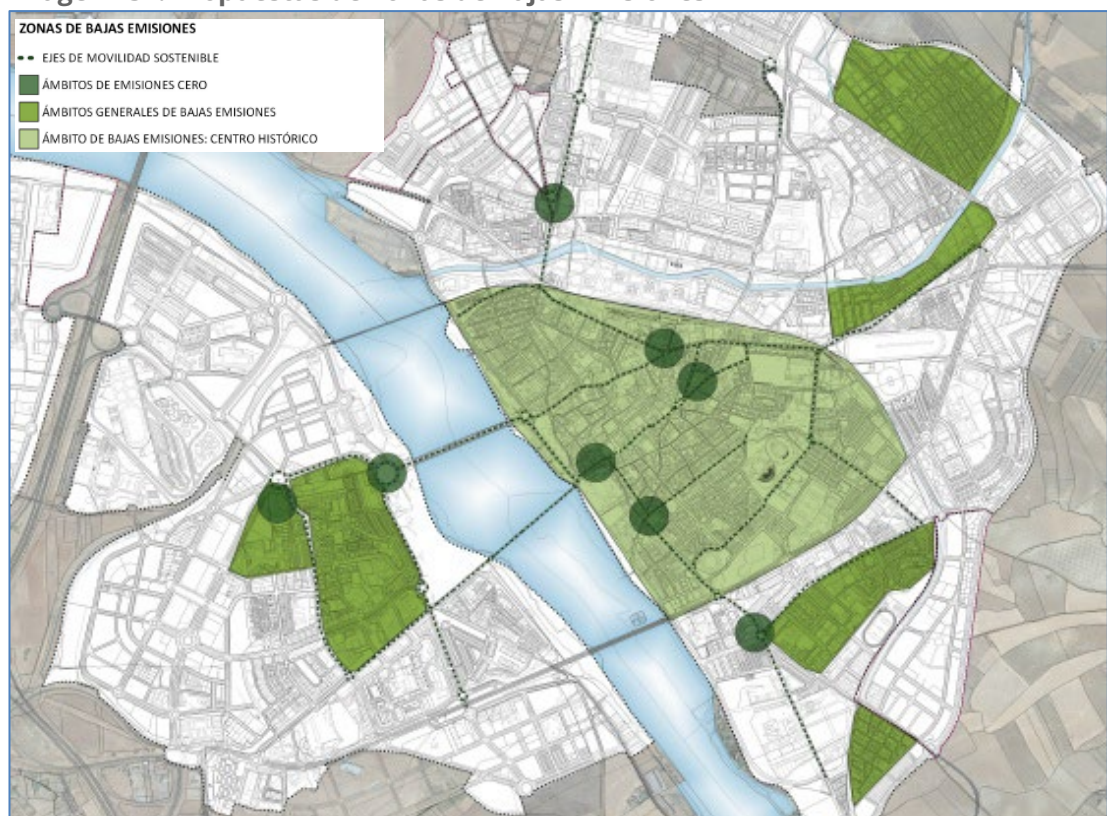 ZONAS DE BAJAS EMISIONES
EJES DE MOVILIDAD SOSTENIBLE
ÁMBITOS DE EMISIONES CERO
ÁMBITOS GENERALES DE BAJAS EMISIONES
ÁMBITO DE BAJAS EMISIONES: CENTRO HISTÓRICO